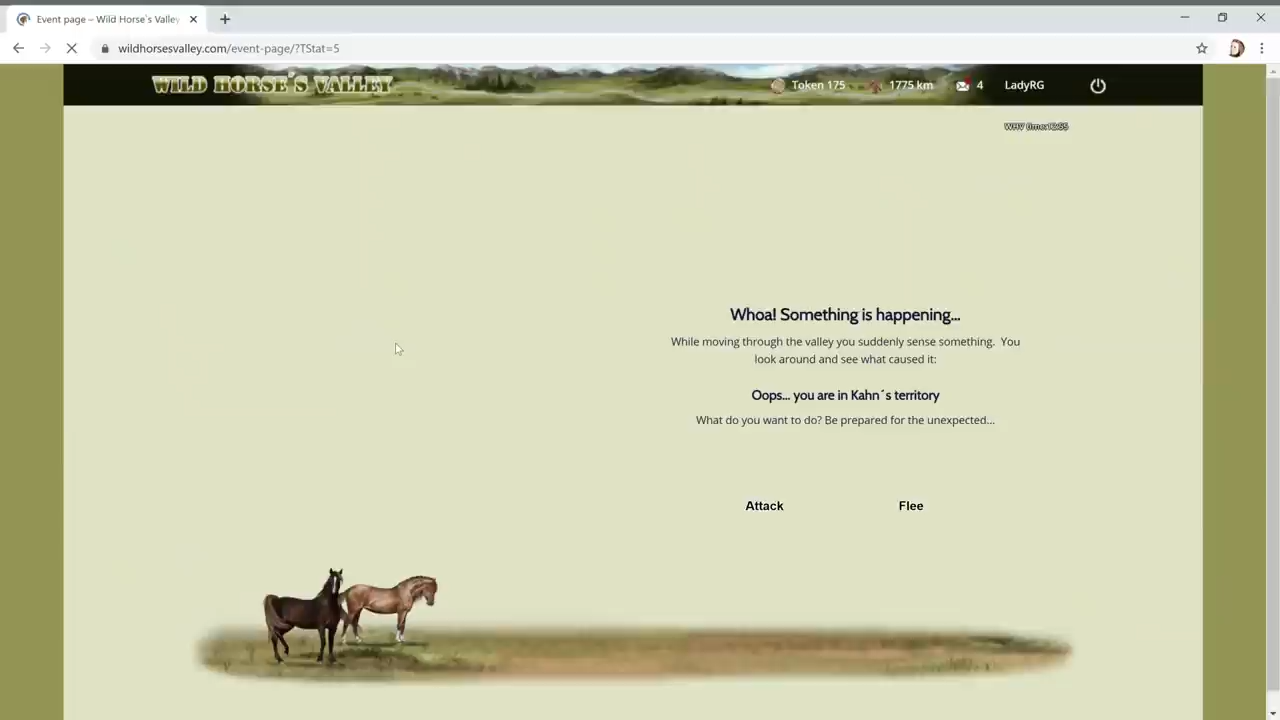 Event page – Wild Horse`s Valley
wildhorsesvalley.com/event-page/?TStat=5
WILD HORSE`S VALLEY
Token 175
1775 km
4
LadyRG
WHV time:
Whoa! Something is happening...
While moving through the valley you suddenly sense something. You
look around and see what caused it:
Oops... you are in Kahn´s territory
What do you want to do? Be prepared for the unexpected...
Attack
Flee